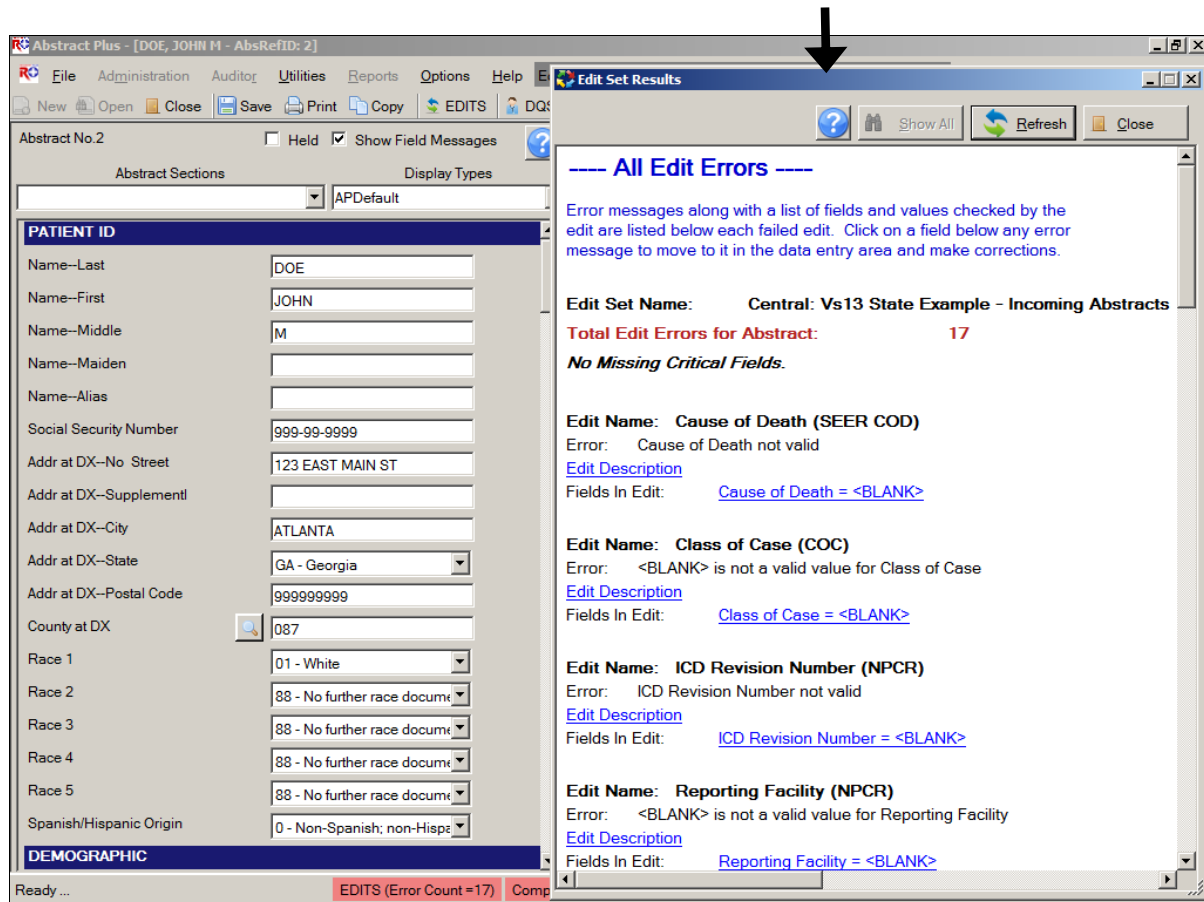 Abstract Plus - [DOE, JOHN M - AbsRefID: 2]
File Administration Auditor Utilities Reports Options Help
New Open Close Save Print Copy EDITS
Abstract No.2 Held Show Field Messages
Abstract Sections Display Types
APDefault
PATIENT ID
Name--Last DOE
Name--First JOHN
Name--Middle M
Name--Maiden
Name--Alias
Social Security Number 999-99-9999
Addr at DX--No Street 123 EAST MAIN ST
Addr at DX--Supplementl
Addr at DX--City ATLANTA
Addr at DX--State GA - Georgia
Addr at DX--Postal Code 999999999
County at DX 087
Race 1 01 - White
Race 2 88 - No further race docume
Race 3 88 - No further race docume
Race 4 88 - No further race docume
Race 5 88 - No further race docume
Spanish/Hispanic Origin 0 - Non-Spanish; non-Hispa
DEMOGRAPHIC
Ready ... EDITS (Error Count =17) Comp
Edit Set Results
Show All Refresh Close
---- All Edit Errors ----
Error messages along with a list of fields and values checked by the
edit are listed below each failed edit. Click on a field below any error
message to move to it in the data entry area and make corrections.
Edit Set Name: Central: Vs13 State Example - Incoming Abstracts
Total Edit Errors for Abstract: 17
No Missing Critical Fields.
Edit Name: Cause of Death (SEER COD)
Error: Cause of Death not valid
Edit Description
Fields In Edit: Cause of Death = <BLANK>
Edit Name: Class of Case (COC)
Error: <BLANK> is not a valid value for Class of Case
Edit Description
Fields In Edit: Class of Case = <BLANK>
Edit Name: ICD Revision Number (NPCR)
Error: ICD Revision Number not valid
Edit Description
Fields In Edit: ICD Revision Number = <BLANK>
Edit Name: Reporting Facility (NPCR)
Error: <BLANK> is not a valid value for Reporting Facility
Edit Description
Fields In Edit: Reporting Facility = <BLANK>